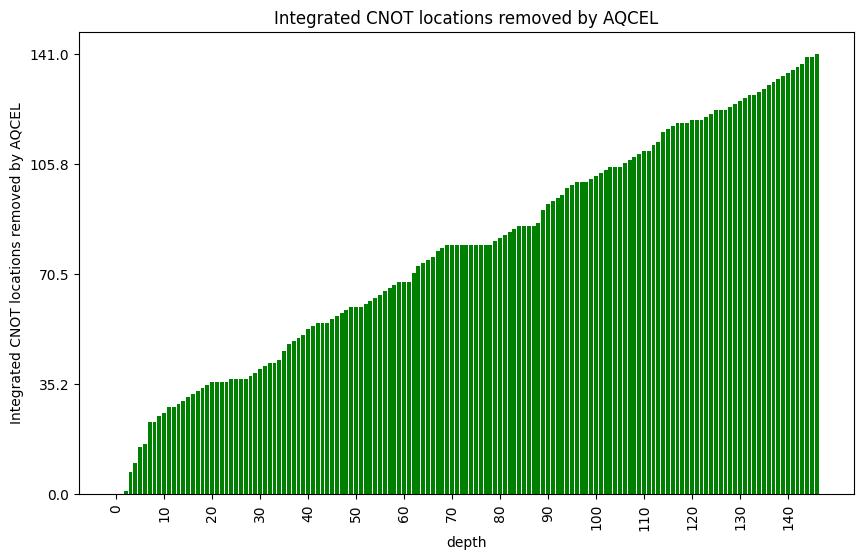 Integrated CNOT locations removed by AQCEL
Integrated CNOT locations removed by AQCEL
141.0
105.8
70.5
35.2
0.0
0 10 20 30 40 50 60 70 80 90 100 110 120 130 140
depth